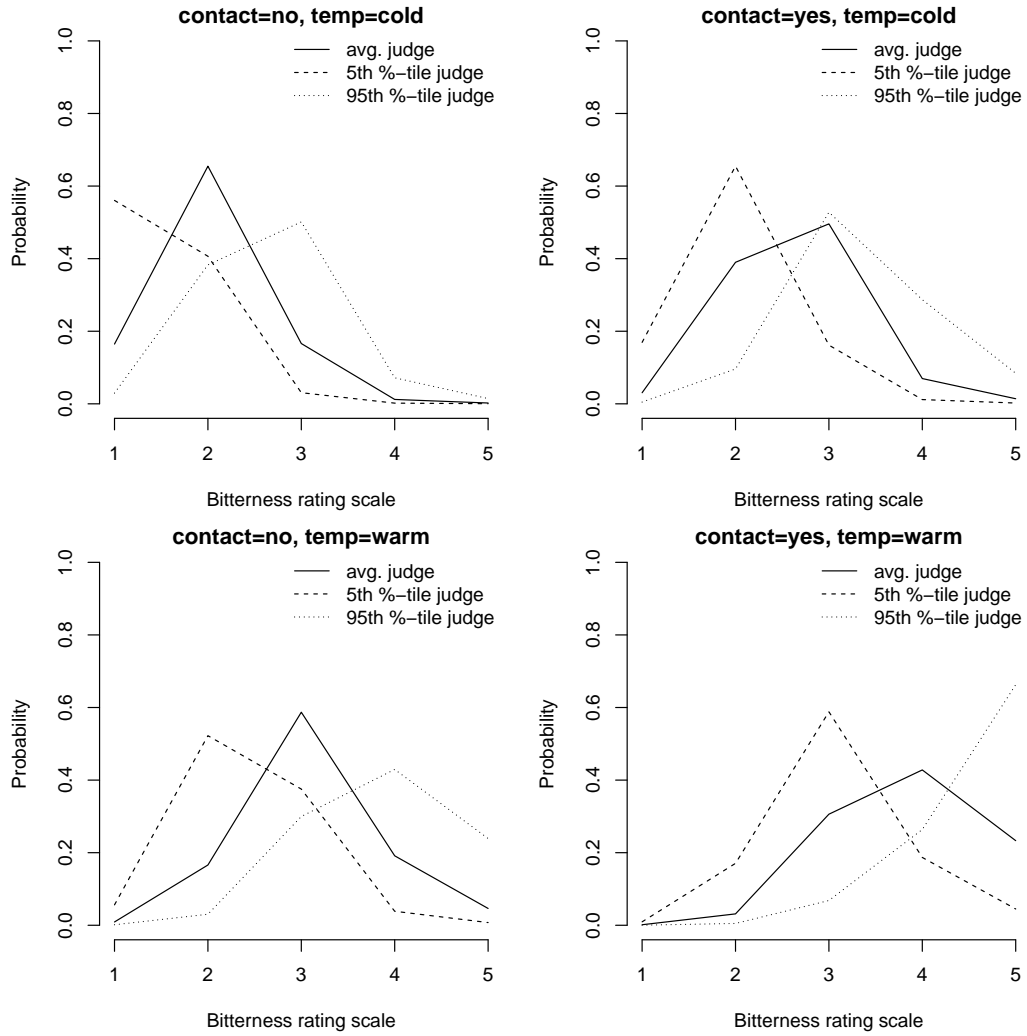 contact=no, temp=cold
avg. judge
5th %−tile judge
95th %−tile judge
Probability
0.0 0.2 0.4 0.6 0.8 1.0
1 2 3 4 5
Bitterness rating scale
contact=yes, temp=cold
avg. judge
5th %−tile judge
95th %−tile judge
Probability
0.0 0.2 0.4 0.6 0.8 1.0
1 2 3 4 5
Bitterness rating scale
contact=no, temp=warm
avg. judge
5th %−tile judge
95th %−tile judge
Probability
0.0 0.2 0.4 0.6 0.8 1.0
1 2 3 4 5
Bitterness rating scale
contact=yes, temp=warm
avg. judge
5th %−tile judge
95th %−tile judge
Probability
0.0 0.2 0.4 0.6 0.8 1.0
1 2 3 4 5
Bitterness rating scale